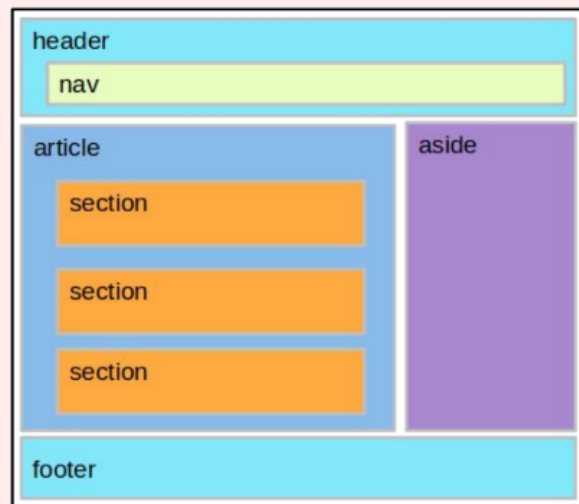 header
nav
article
aside
section
section
section
footer